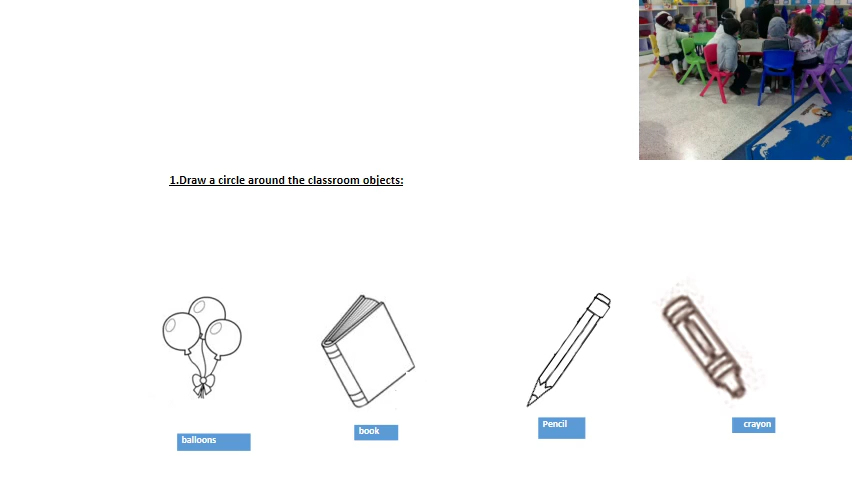 1.Draw a circle around the classroom objects:
balloons
book
Pencil
crayon